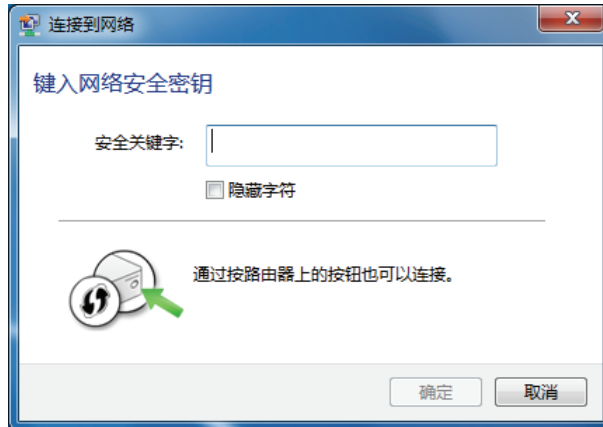 连接到网络
键入网络安全密钥
安全关键字:
隐藏字符
通过按路由器上的按钮也可以连接。
确定
取消